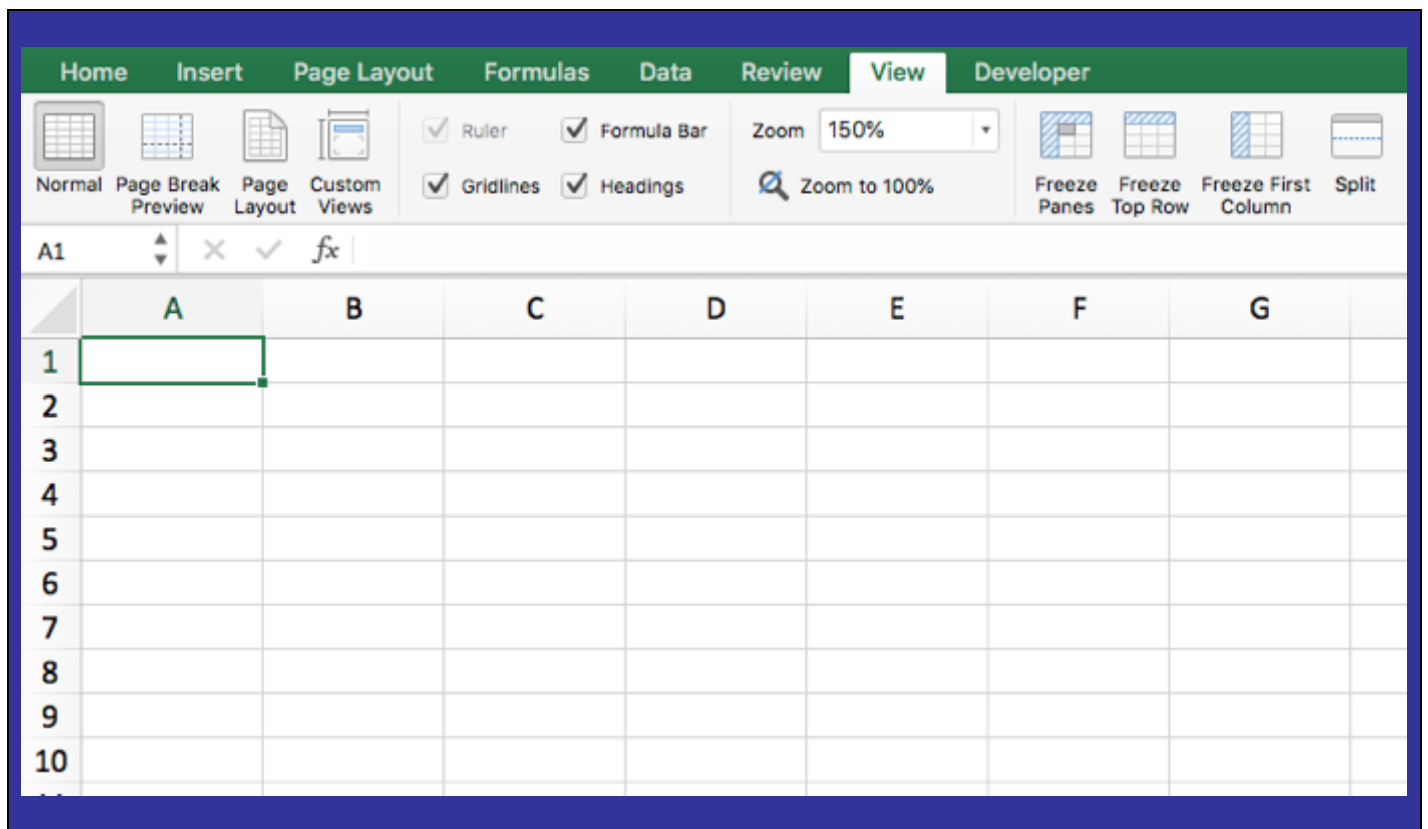 Home Insert Page Layout Formulas Data Review View Developer
Ruler Formula Bar Zoom 150%
Normal Page Break Preview Page Layout Custom Views Gridlines Headings Zoom to 100% Freeze Panes Freeze Top Row Freeze First Column Split
A1 fx
A B C D E F G
1
2
3
4
5
6
7
8
9
10